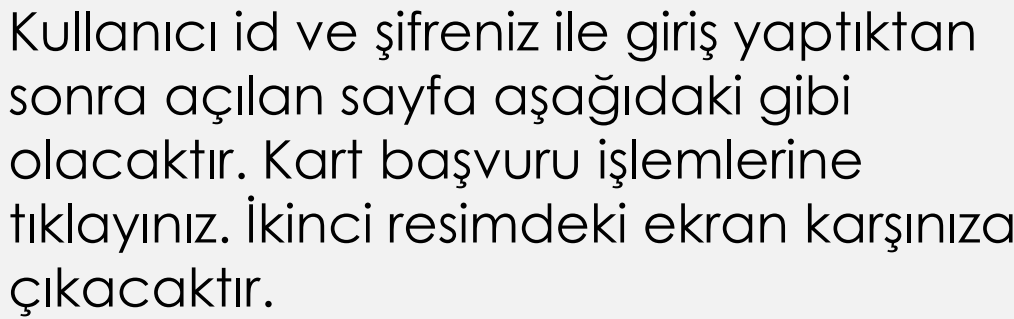 Kullanıcı id ve şifreniz ile giriş yaptıktan
sonra açılan sayfa aşağıdaki gibi
olacaktır. Kart başvuru işlemlerine
tıklayınız. İkinci resimdeki ekran karşınıza
çıkacaktır.